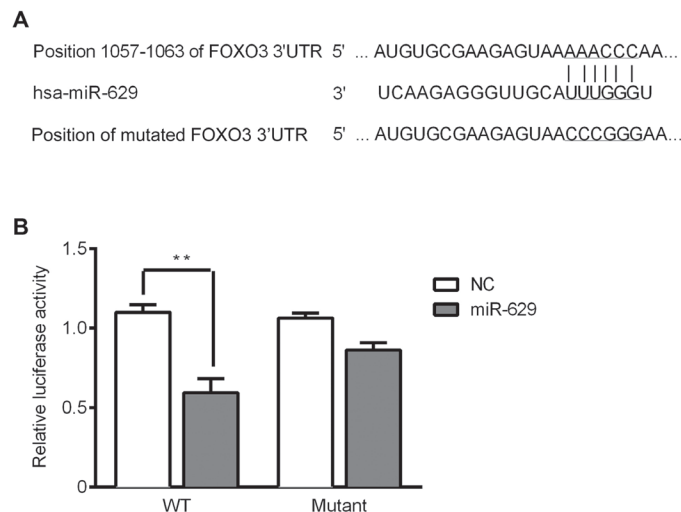 A
Position 1057-1063 of FOXO3 3'UTR 5' ... AUGUGCGAAGAGUAAAAACCCAA...
hsa-miR-629 3' UCAAGAGGGUUGCAUUUGGGU
Position of mutated FOXO3 3'UTR 5' ... AUGUGCGAAGAGUAACCCGGGAA...
B
Relative luciferase activity
1.5
1.0
0.5
0
**
NC
miR-629
WT
Mutant